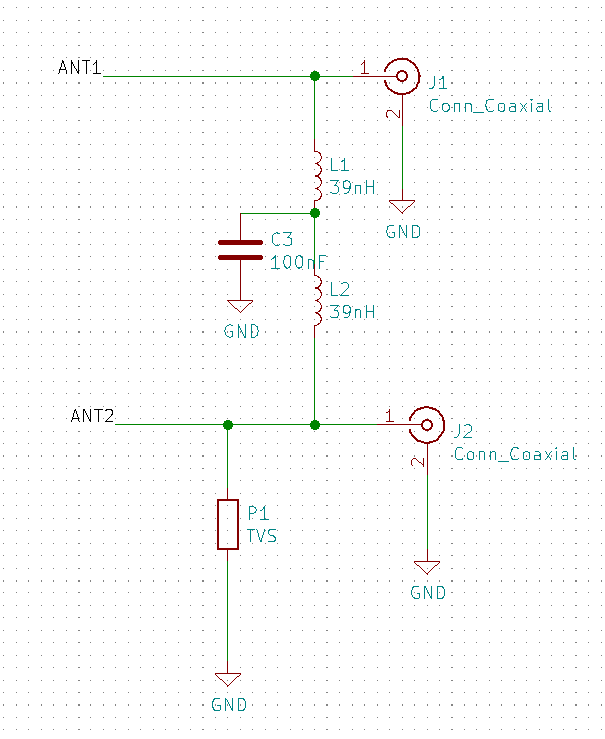 ANT1
1
J1
Conn_Coaxial
2
L1
39nH
GND
C3
100nF
L2
39nH
GND
ANT2
1
J2
Conn_Coaxial
2
P1
TVS
GND
GND